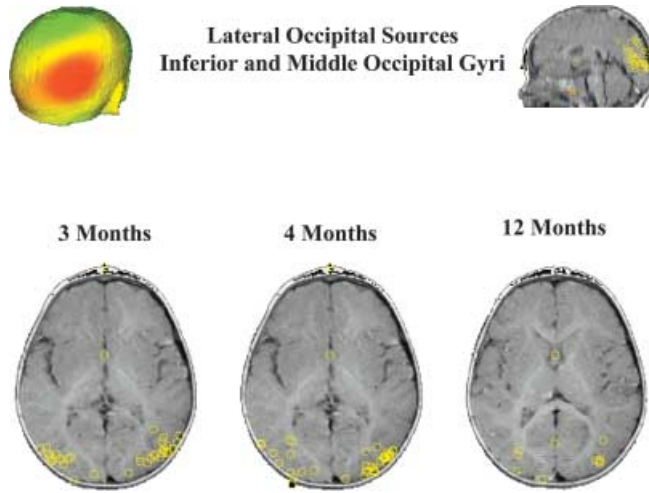 Lateral Occipital Sources
Inferior and Middle Occipital Gyri
3 Months
4 Months
12 Months